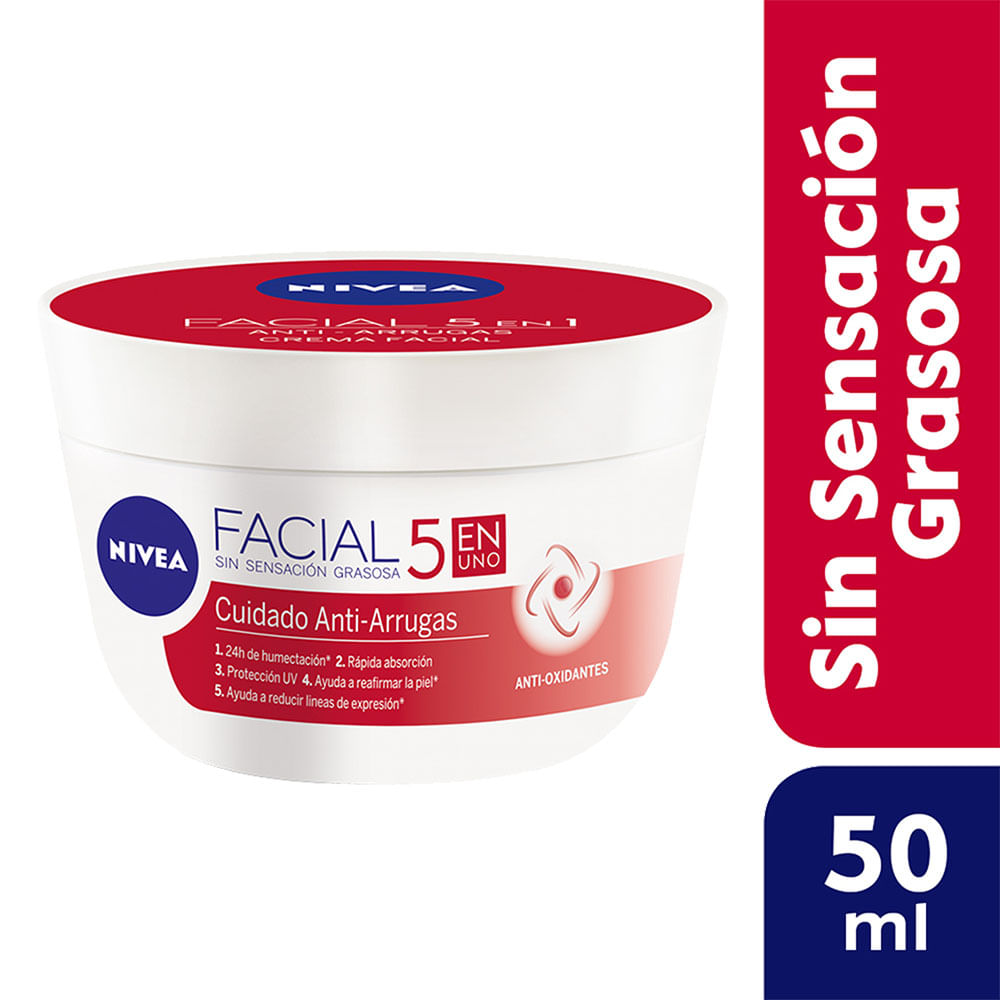 NIVEA
FACIAL 5 EN 1
ANTI - ARRUGAS
CREMA FACIAL
NIVEA
FACIAL 5 EN UNO
SIN SENSACIÓN GRASOSA
Cuidado Anti-Arrugas
1. 24h de humectación* 2. Rápida absorción
3. Protección UV 4. Ayuda a reafirmar la piel*
5. Ayuda a reducir lineas de expresión*
ANTI-OXIDANTES
Sin Sensación
Grasosa
50
ml